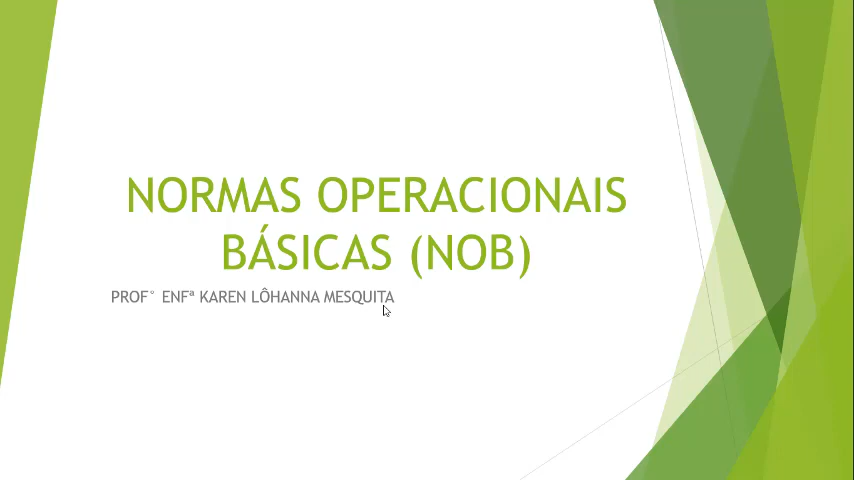 NORMAS OPERACIONAIS
BÁSICAS (NOB)
PROF° ENFª KAREN LÔHANNA MESQUITA